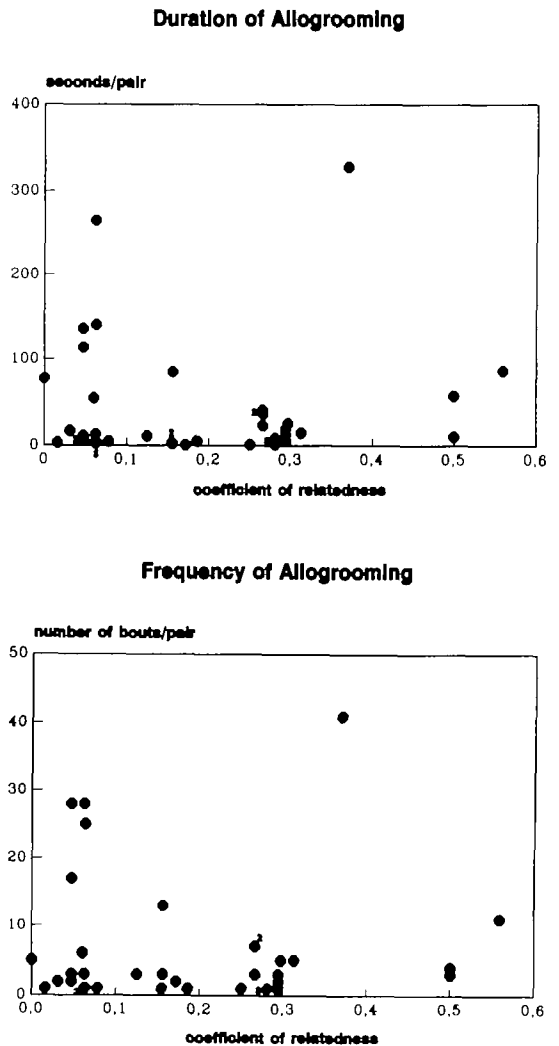 Duration of Allogrooming
seconds/pair
400
300
200
100
0
0 0,1 0,2 0,3 0,4 0,5 0,6
coefficient of relatedness
Frequency of Allogrooming
number of bouts/pair
50
40
30
20
10
0
0,0 0,1 0,2 0,3 0,4 0,5 0,6
2
coefficient of relatedness